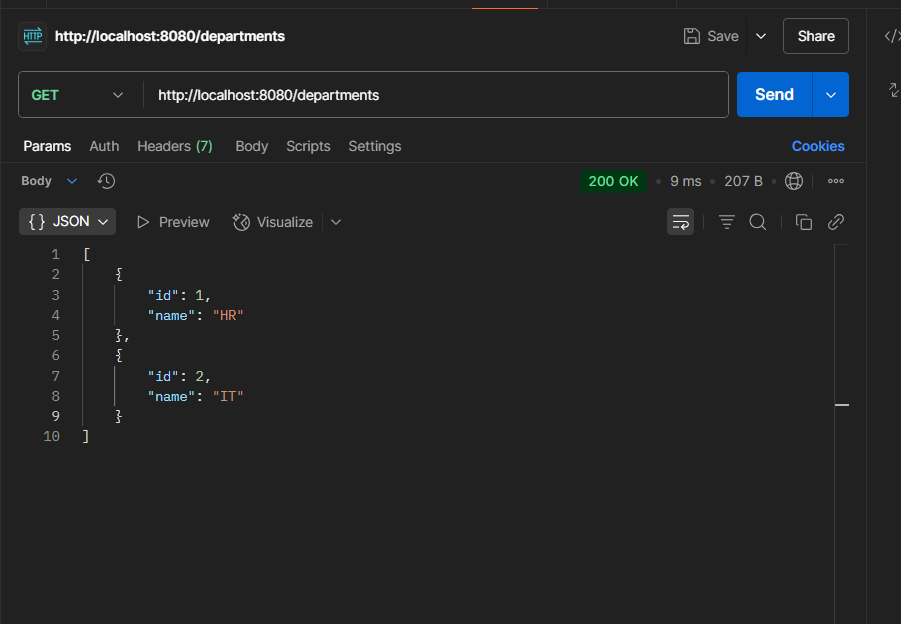 HTTP http://localhost:8080/departments Save Share </>
GET http://localhost:8080/departments Send
Params Auth Headers (7) Body Scripts Settings Cookies
Body 200 OK • 9 ms • 207 B •
{} JSON Preview Visualize
1 [
2 {
3 "id": 1,
4 "name": "HR"
5 },
6 {
7 "id": 2,
8 "name": "IT"
9 }
10 ]